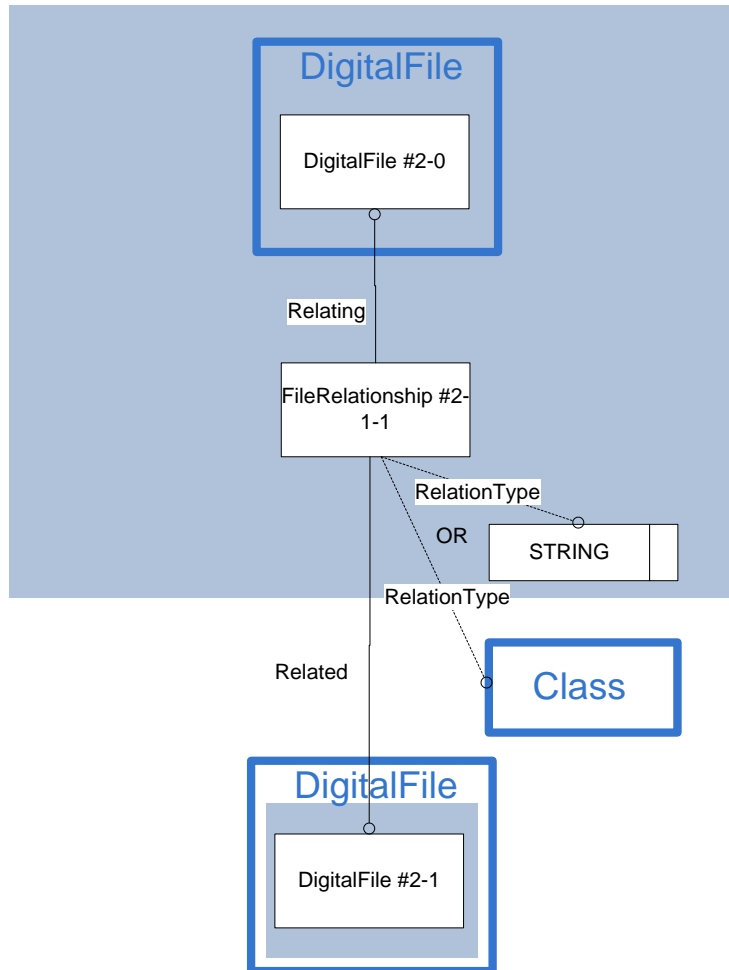 DigitalFile
DigitalFile #2-0
Relating
FileRelationship #2-
1-1
RelationType
OR
STRING
RelationType
Related
Class
DigitalFile
DigitalFile #2-1